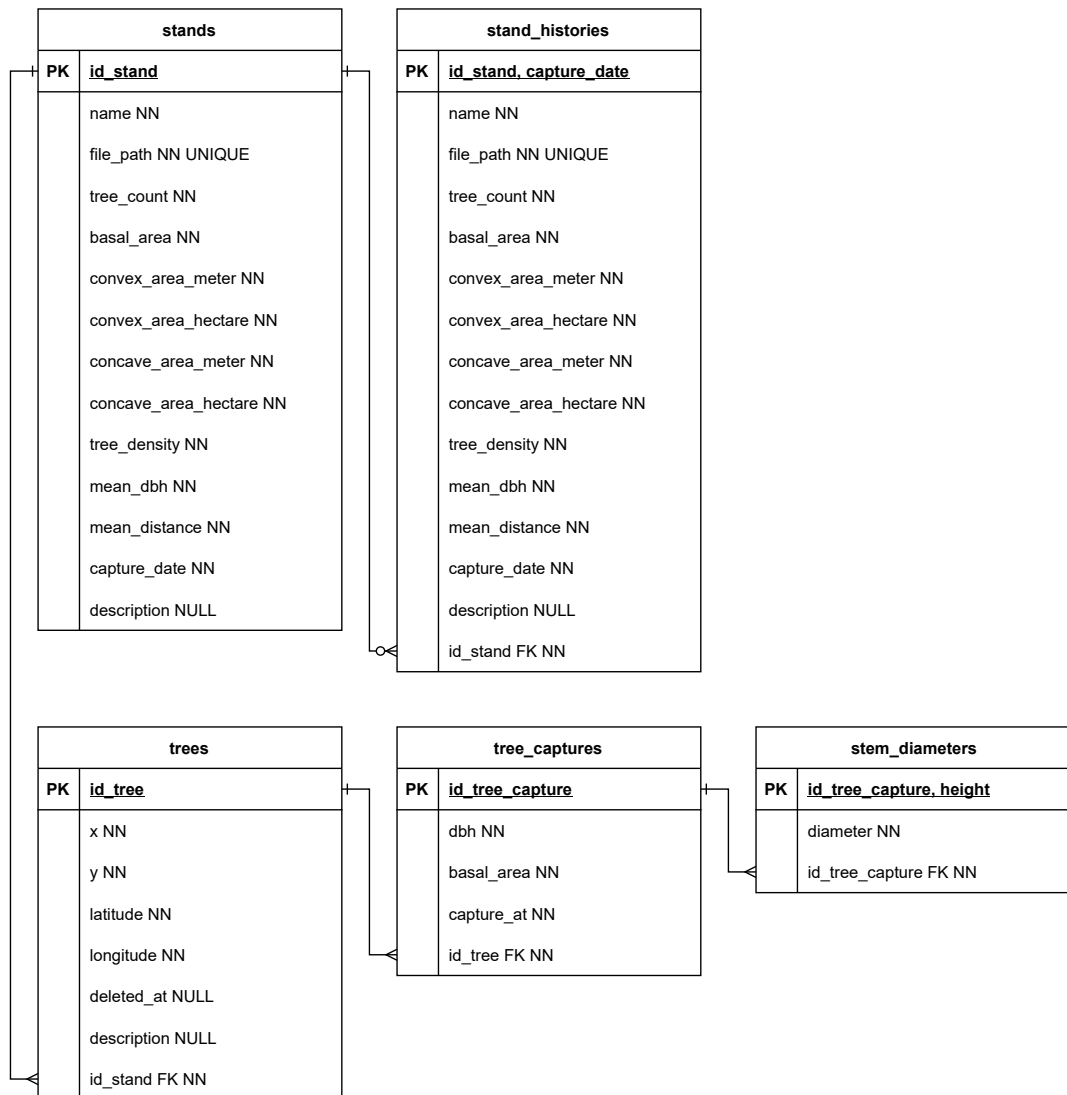 stands
PK id_stand
name NN
file_path NN UNIQUE
tree_count NN
basal_area NN
convex_area_meter NN
convex_area_hectare NN
concave_area_meter NN
concave_area_hectare NN
tree_density NN
mean_dbh NN
mean_distance NN
capture_date NN
description NULL
stand_histories
PK id_stand, capture_date
name NN
file_path NN UNIQUE
tree_count NN
basal_area NN
convex_area_meter NN
convex_area_hectare NN
concave_area_meter NN
concave_area_hectare NN
tree_density NN
mean_dbh NN
mean_distance NN
capture_date NN
description NULL
id_stand FK NN
trees
PK id_tree
x NN
y NN
latitude NN
longitude NN
deleted_at NULL
description NULL
id_stand FK NN
tree_captures
PK id_tree_capture
dbh NN
basal_area NN
capture_at NN
id_tree FK NN
stem_diameters
PK id_tree_capture, height
diameter NN
id_tree_capture FK NN